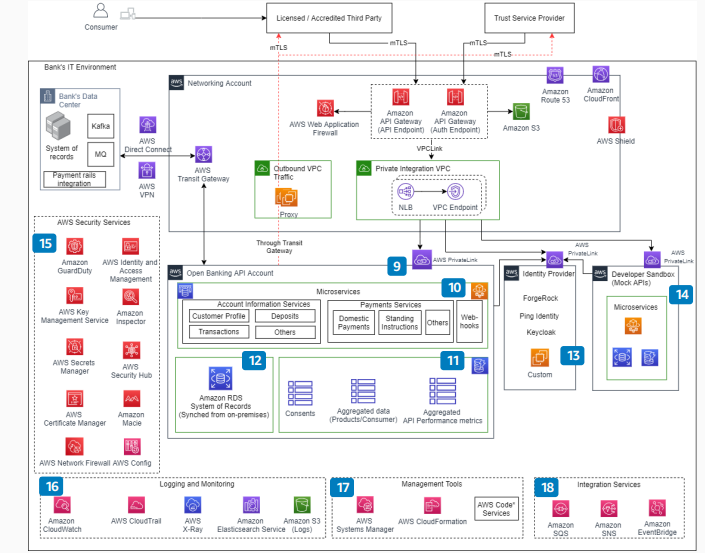 Consumer
Licensed / Accredited Third Party
Trust Service Provider
mTLS
mTLS
mTLS
mTLS
Bank's IT Environment
aws
Networking Account
Bank's Data
Center
System of
records
Kafka
MQ
Payment rails
integration
AWS
Direct Connect
AWS
VPN
AWS
Transit Gateway
AWS Web Application
Firewall
Amazon
API Gateway
(API Endpoint)
Amazon
API Gateway
(Auth Endpoint)
Amazon S3
Amazon
Route 53
Amazon
CloudFront
AWS Shield
VPCLink
Outbound VPC
Traffic
Proxy
Private Integration VPC
NLB
VPC Endpoint
Through Transit
Gateway
9
AWS PrivateLink
AWS
PrivateLink
AWS
PrivateLink
15
AWS Security Services
Amazon
GuardDuty
AWS Identity and
Access
Management
AWS Key
Management Service
Amazon
Inspector
AWS Secrets
Manager
AWS
Security Hub
AWS
Certificate Manager
Amazon
Macie
AWS Network Firewall
AWS Config
aws
Open Banking API Account
10
Microservices
Account Information Services
Customer Profile
Deposits
Transactions
Others
Payments Services
Domestic
Payments
Standing
Instructions
Others
Web-
hooks
12
Amazon RDS
System of Records
(Synched from on-premises)
11
Consents
Aggregated data
(Products/Consumer)
Aggregated
API Performance metrics
aws
Identity Provider
ForgeRock
Ping Identity
Keycloak
Custom
13
aws
Developer Sandbox
(Mock APIs)
14
Microservices
16
Logging and Monitoring
Amazon
CloudWatch
AWS CloudTrail
AWS
X-Ray
Amazon
Elasticsearch Service
Amazon S3
(Logs)
17
Management Tools
AWS
Systems Manager
AWS CloudFormation
AWS Code*
Services
18
Integration Services
Amazon
SQS
Amazon
SNS
Amazon
EventBridge